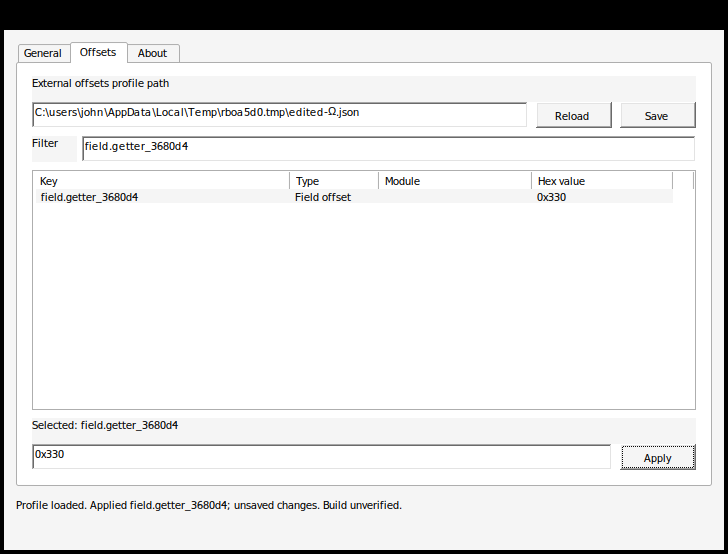 General Offsets About
External offsets profile path
C:\users\john\AppData\Local\Temp\rboa5d0.tmp\edited-Ω.json Reload Save
Filter field.getter_3680d4
Key Type Module Hex value
field.getter_3680d4 Field offset 0x330
Selected: field.getter_3680d4
0x330 Apply
Profile loaded. Applied field.getter_3680d4; unsaved changes. Build unverified.